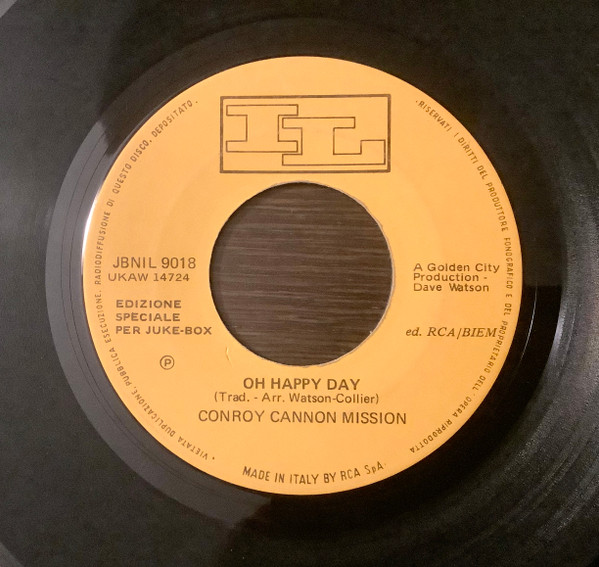 IL
JBNIL 9018
UKAW 14724
EDIZIONE
SPECIALE
PER JUKE-BOX
P
A Golden City
Production -
Dave Watson
ed. RCA/BIEM
OH HAPPY DAY
(Trad. - Arr. Watson-Collier)
CONROY CANNON MISSION
MADE IN ITALY BY RCA SpA.
• RISERVATI I DIRITTI DEL PRODUTTORE FONOGRAFICO E DEL PROPRIETARIO DELL'OPERA RIPRODOTTA
• VIETATA DUPLICAZIONE, PUBBLICA ESECUZIONE, RADIODIFFUSIONE DI QUESTO DISCO, DEPOSITATO •